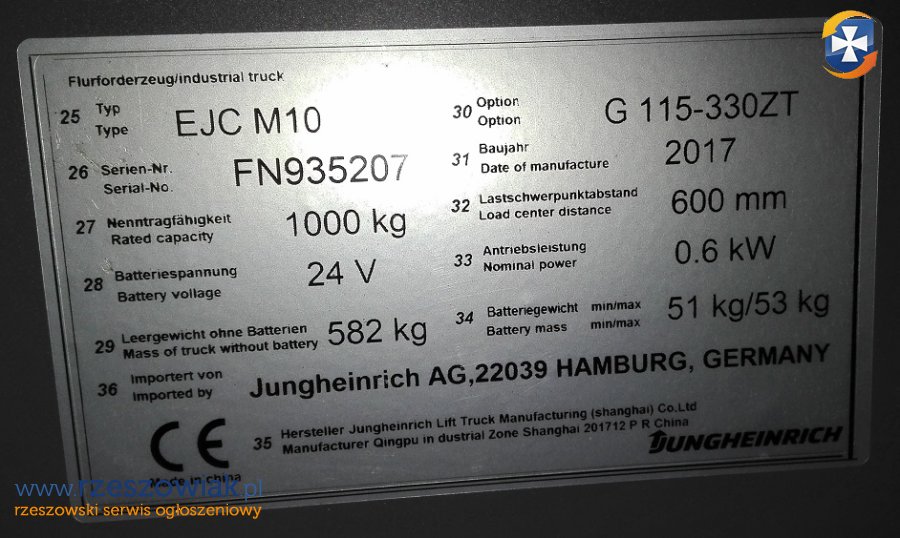 Flurforderzeug/industrial truck
25 Typ EJC M10
Type
30 Option G 115-330ZT
Option
26 Serien-Nr. FN935207
Serial-No.
31 Baujahr 2017
Date of manufacture
27 Nenntragfähigkeit 1000 kg
Rated capacity
32 Lastschwerpunktabstand 600 mm
Load center distance
28 Batteriespannung 24 V
Battery vollage
33 Antriebsleistung 0.6 kW
Nominal power
29 Leergewicht ohne Batterien 582 kg
Mass of truck without battery
34 Batteriegewicht min/max 51 kg/53 kg
Battery mass min/max
36 Importert von Jungheinrich AG,22039 HAMBURG, GERMANY
Imported by
CE
Made in china
35 Hersteller Jungheinrich Lift Truck Manufacturing (shanghai) Co.Ltd
Manufacturer Qingpu in dustrial Zone Shanghai 201712 P R China
JUNGHEINRICH
www.rzeszowiak.pl
rzeszowski serwis ogłoszeniowy